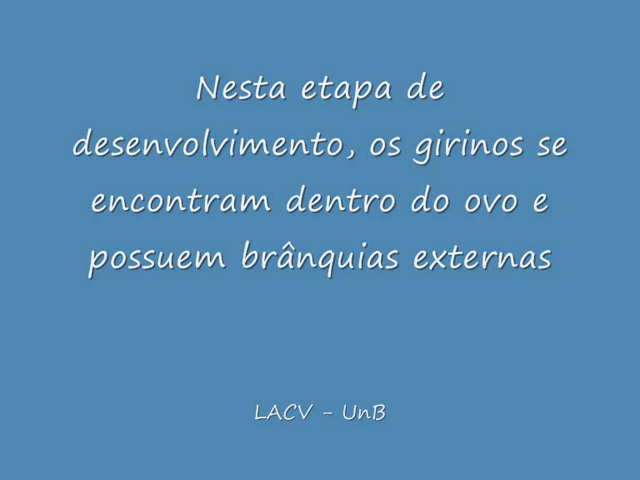 Nesta etapa de
desenvolvimento, os girinos se
encontram dentro do ovo e
possuem brânquias externas
LACV - UnB